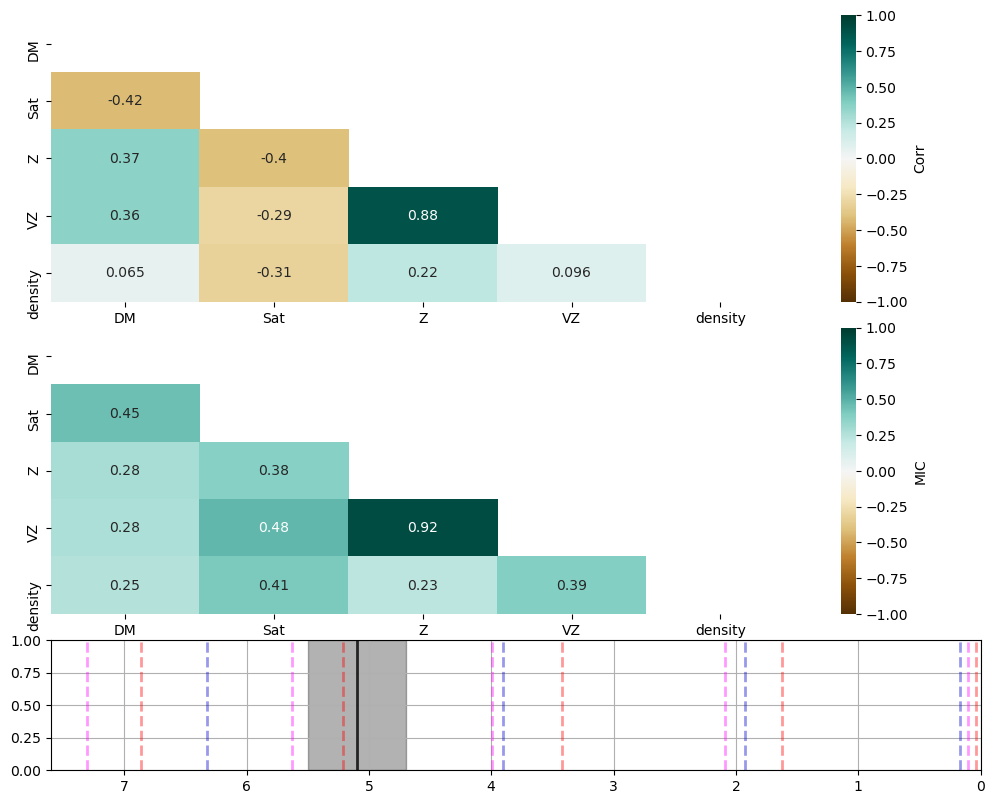 DM
1.00
0.75
Sat
-0.42
0.50
0.25
Z
0.37
-0.4
0.00
Corr
−0.25
VZ
0.36
-0.29
0.88
−0.50
density
0.065
-0.31
0.22
0.096
−0.75
−1.00
DM Sat Z VZ density
DM
1.00
0.75
Sat
0.45
0.50
0.25
Z
0.28
0.38
0.00
MIC
−0.25
VZ
0.28
0.48
0.92
−0.50
density
0.25
0.41
0.23
0.39
−0.75
−1.00
DM Sat Z VZ density
1.00
0.75
0.50
0.25
0.00
7 6 5 4 3 2 1 0